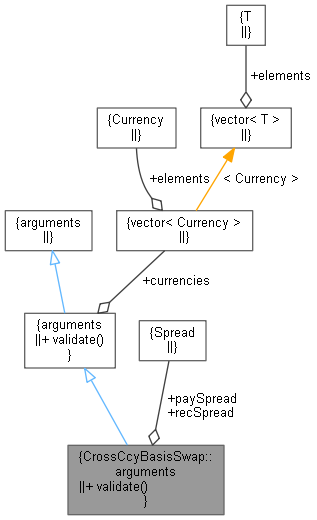 {T
||}
+elements
{Currency
||}
{vector< T >
||}
+elements
< Currency >
{arguments
||}
{vector< Currency >
||}
+currencies
{arguments
||+ validate()
}
{Spread
||}
+paySpread
+recSpread
{CrossCcyBasisSwap::
arguments
||+ validate()
}